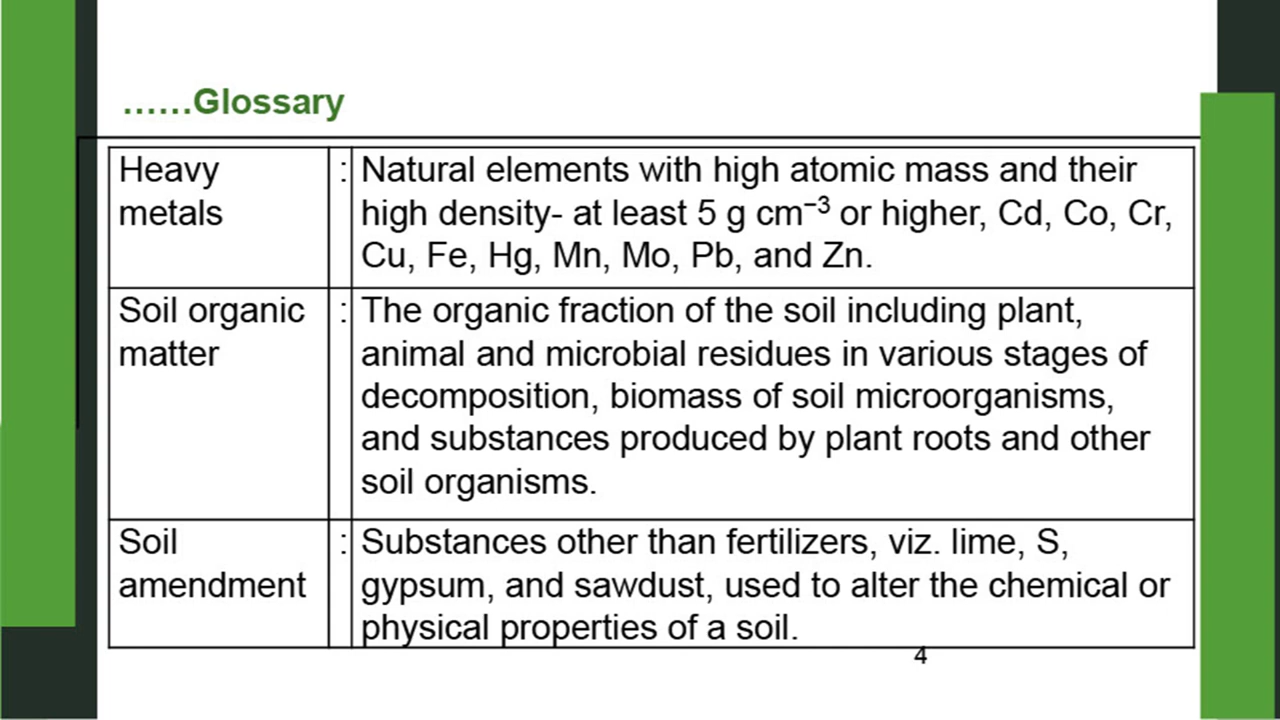 ......Glossary
Heavy metals : Natural elements with high atomic mass and their
high density- at least 5 g cm⁻³ or higher, Cd, Co, Cr,
Cu, Fe, Hg, Mn, Mo, Pb, and Zn.
Soil organic matter : The organic fraction of the soil including plant,
animal and microbial residues in various stages of
decomposition, biomass of soil microorganisms,
and substances produced by plant roots and other
soil organisms.
Soil amendment : Substances other than fertilizers, viz. lime, S,
gypsum, and sawdust, used to alter the chemical or
physical properties of a soil.
4